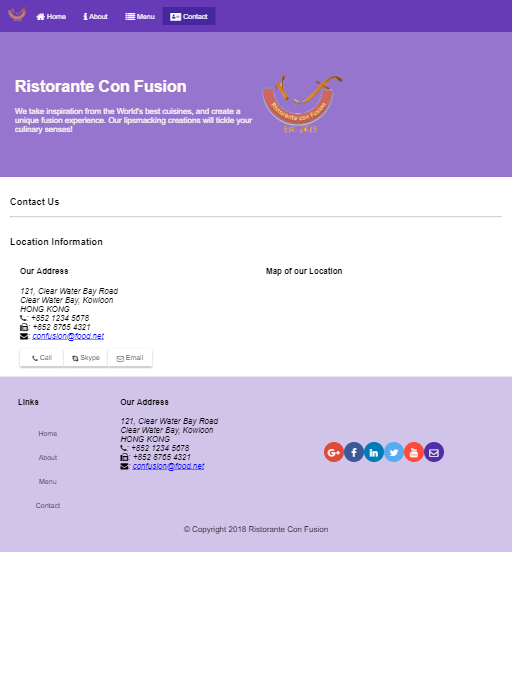 Home About Menu Contact
Ristorante Con Fusion
We take inspiration from the World's best cuisines, and create a
unique fusion experience. Our lipsmacking creations will tickle your
culinary senses!
Ristorante con Fusion
Est. 2013
Contact Us
Location Information
Our Address
121, Clear Water Bay Road
Clear Water Bay, Kowloon
HONG KONG
: +852 1234 5678
: +852 8765 4321
: confusion@food.net
Call Skype Email
Map of our Location
Links
Home
About
Menu
Contact
Our Address
121, Clear Water Bay Road
Clear Water Bay, Kowloon
HONG KONG
: +852 1234 5678
: +852 8765 4321
: confusion@food.net
© Copyright 2018 Ristorante Con Fusion